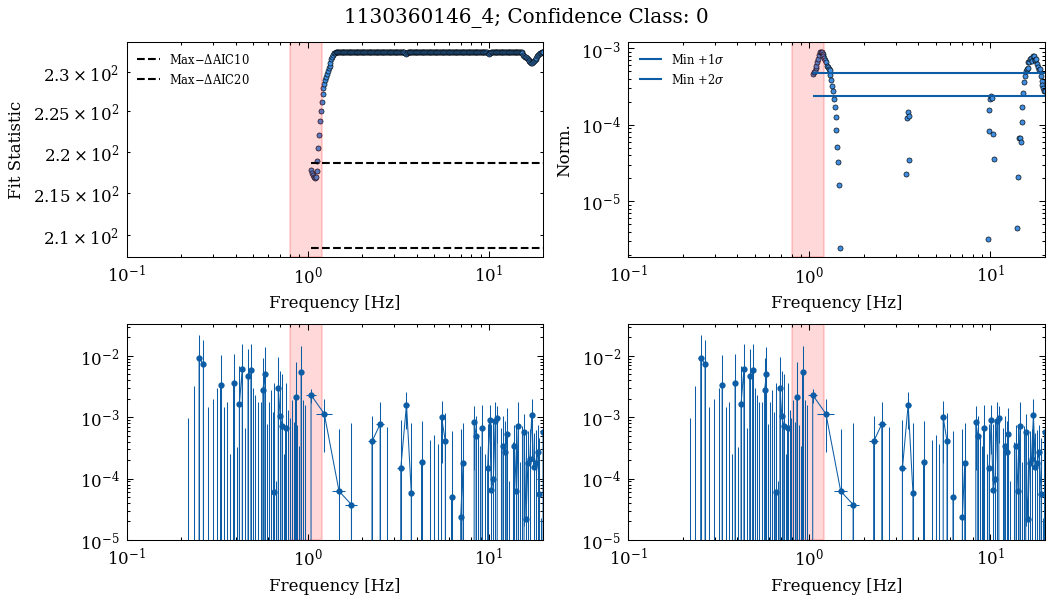 1130360146_4; Confidence Class: 0
Max−ΔAIC10
Max−ΔAIC20
Fit Statistic
2.3 × 10²
2.25 × 10²
2.2 × 10²
2.15 × 10²
2.1 × 10²
10⁻¹ 10⁰ 10¹
Frequency [Hz]
Min +1σ
Min +2σ
Norm.
10⁻³
10⁻⁴
10⁻⁵
10⁻¹ 10⁰ 10¹
Frequency [Hz]
10⁻²
10⁻³
10⁻⁴
10⁻⁵
10⁻¹ 10⁰ 10¹
Frequency [Hz]
10⁻²
10⁻³
10⁻⁴
10⁻⁵
10⁻¹ 10⁰ 10¹
Frequency [Hz]